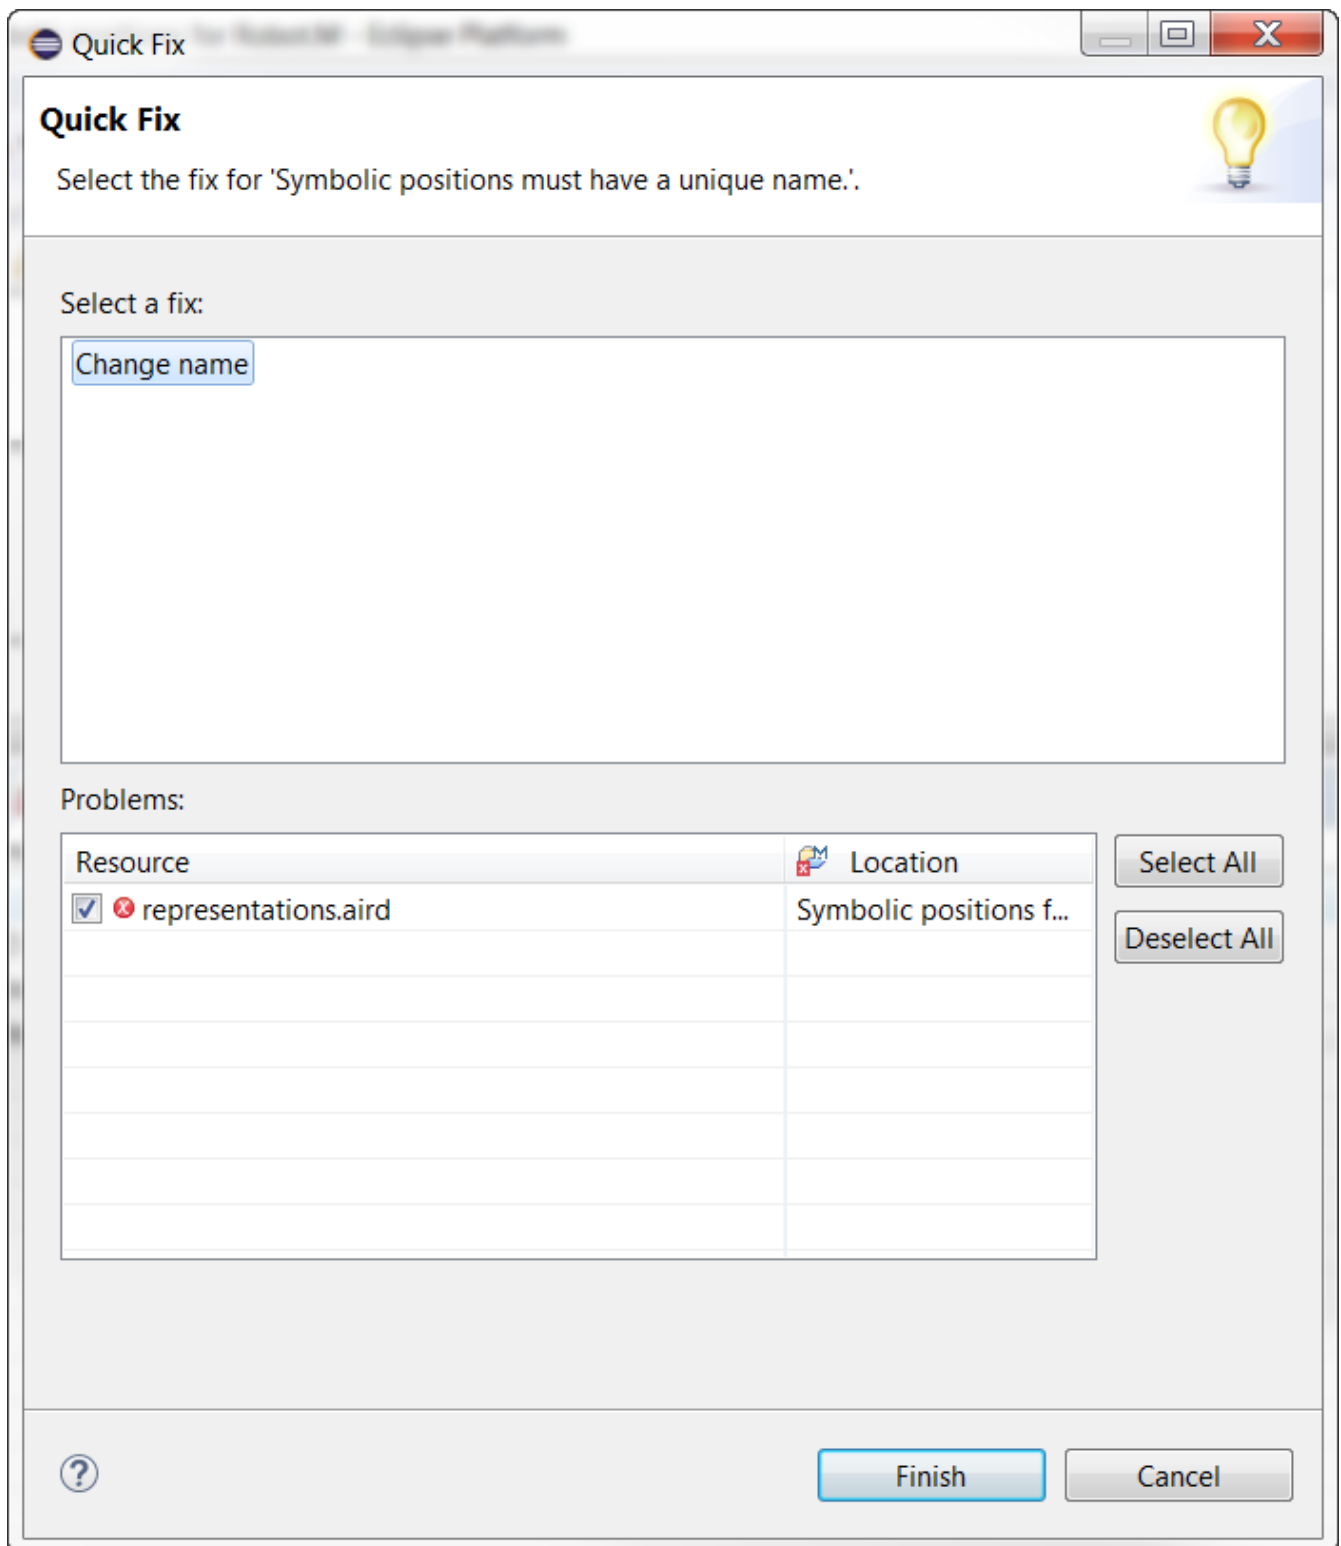 Quick Fix
Quick Fix
Select the fix for 'Symbolic positions must have a unique name.'.
Select a fix:
Change name
Problems:
Resource Location
representations.aird Symbolic positions f...
Select All
Deselect All
Finish Cancel